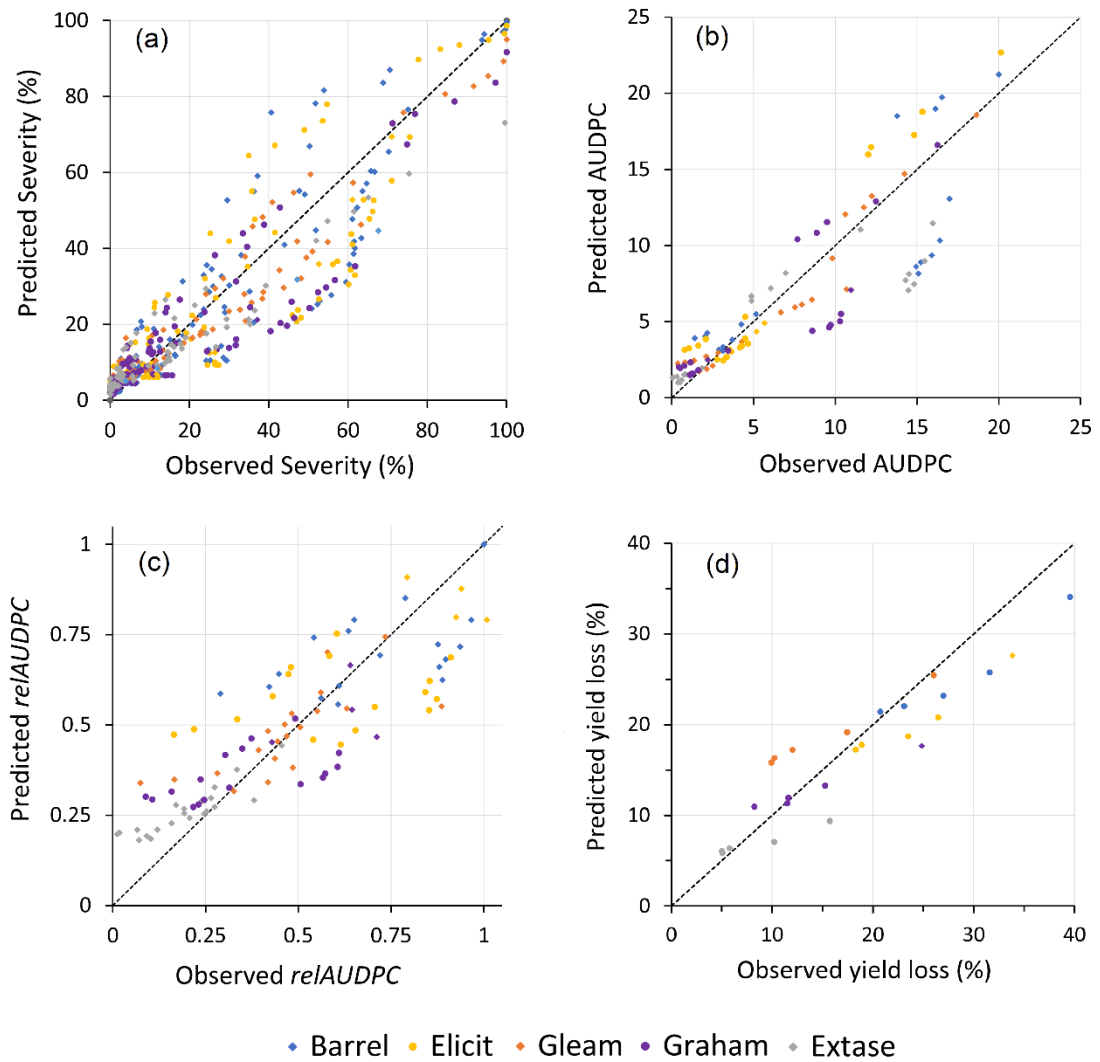 (a)
100
80
60
40
20
0
Predicted Severity (%)
0 20 40 60 80 100
Observed Severity (%)
(b)
25
20
15
10
5
0
Predicted AUDPC
0 5 10 15 20 25
Observed AUDPC
(c)
1
0.75
0.5
0.25
0
Predicted relAUDPC
0 0.25 0.5 0.75 1
Observed relAUDPC
(d)
40
30
20
10
0
Predicted yield loss (%)
0 10 20 30 40
Observed yield loss (%)
Barrel Elicit Gleam Graham Extase